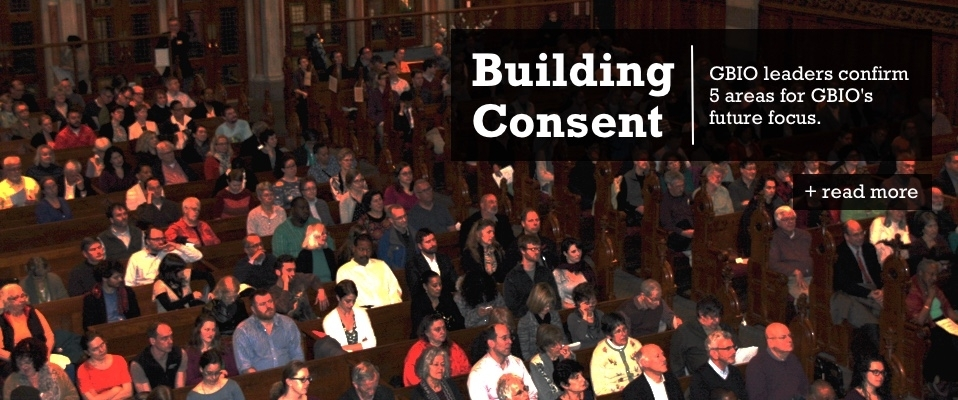 Building
Consent
GBIO leaders confirm
5 areas for GBIO's
future focus.
+ read more